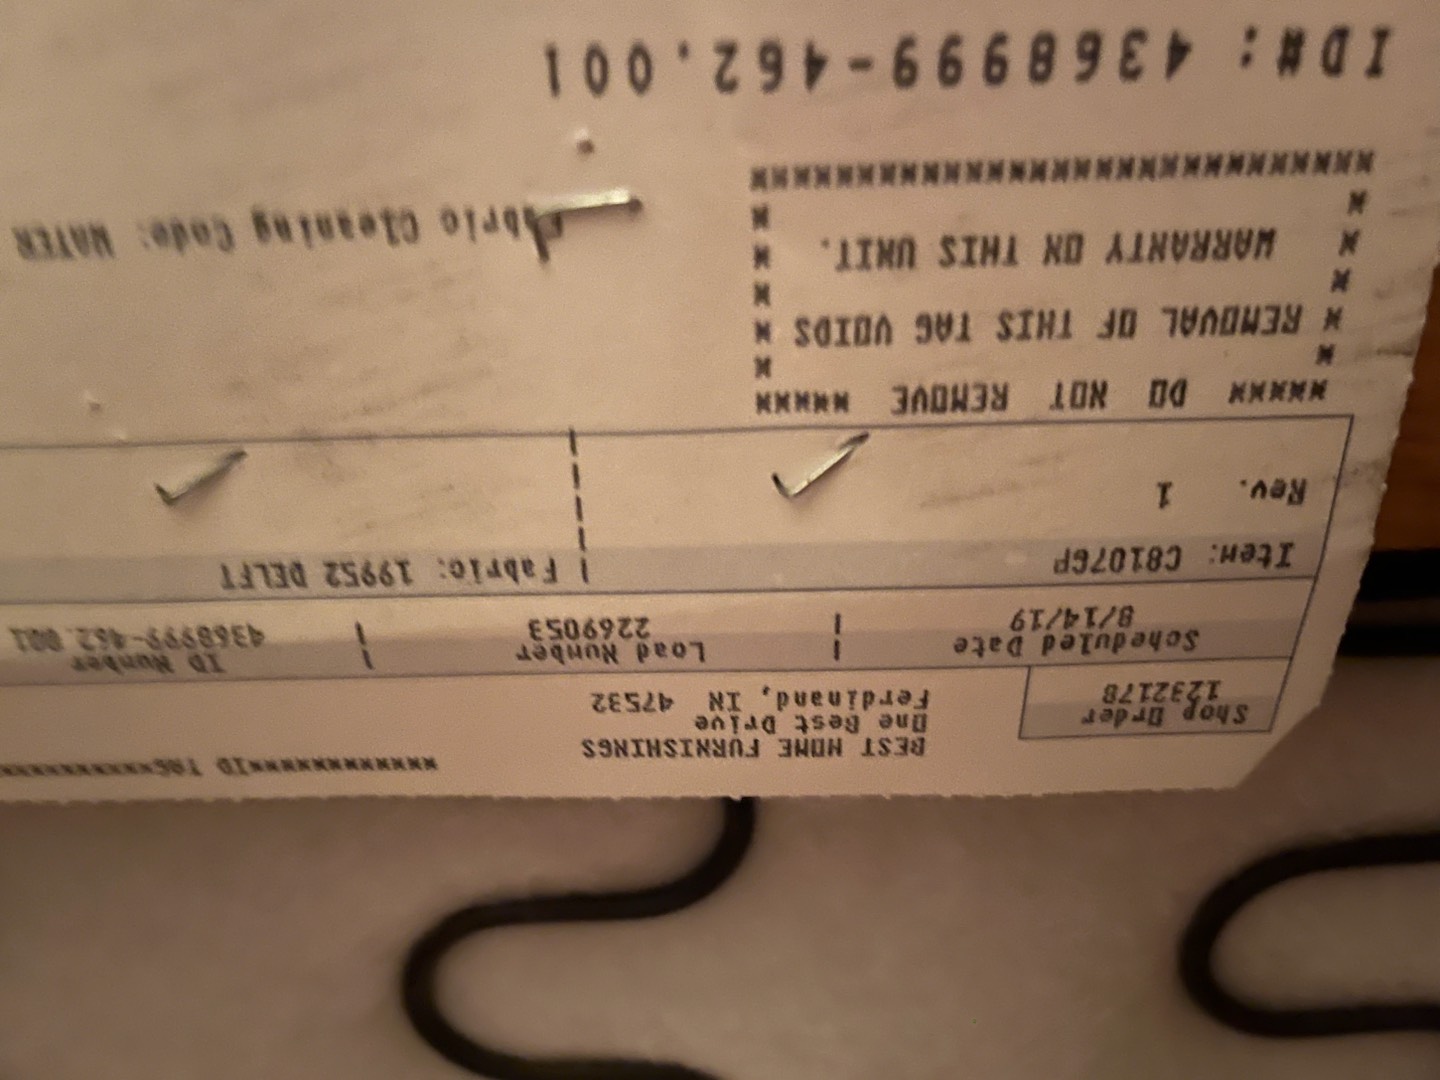 **************ID TAG**********
BEST HOME FURNISHINGS
One Best Drive
Ferdinand, IN 47532
Shop Order
1232178
Scheduled Date
8/14/19
Load Number
2269053
ID Number
4368999-462.001
Item: C8107GP
Fabric: 19952 DELFT
Rev. 1
***** DO NOT REMOVE *****
* REMOVAL OF THIS TAG VOIDS *
* WARRANTY ON THIS UNIT. *
Fabric Cleaning Code: WATER
ID#: 4368999-462.001